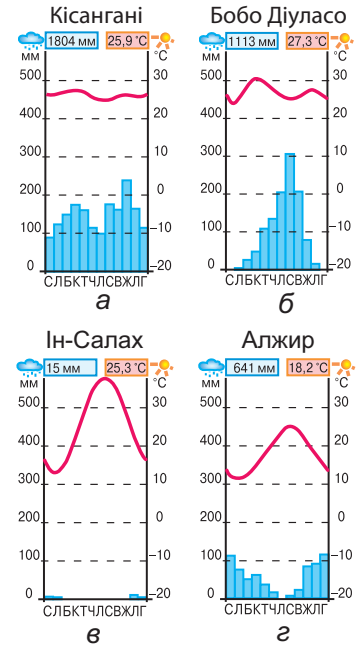 Кісангані
1804 мм 25,9 °C
мм °C
500 30
400 20
300 10
200 0
100 –10
0 –20
СЛБКТЧЛСВЖЛГ
а
Бобо Діуласо
1113 мм 27,3 °C
мм °C
500 30
400 20
300 10
200 0
100 –10
0 –20
СЛБКТЧЛСВЖЛГ
б
Ін-Салах
15 мм 25,3 °C
мм °C
500 30
400 20
300 10
200 0
100 –10
0 –20
СЛБКТЧЛСВЖЛГ
в
Алжир
641 мм 18,2 °C
мм °C
500 30
400 20
300 10
200 0
100 –10
0 –20
СЛБКТЧЛСВЖЛГ
г